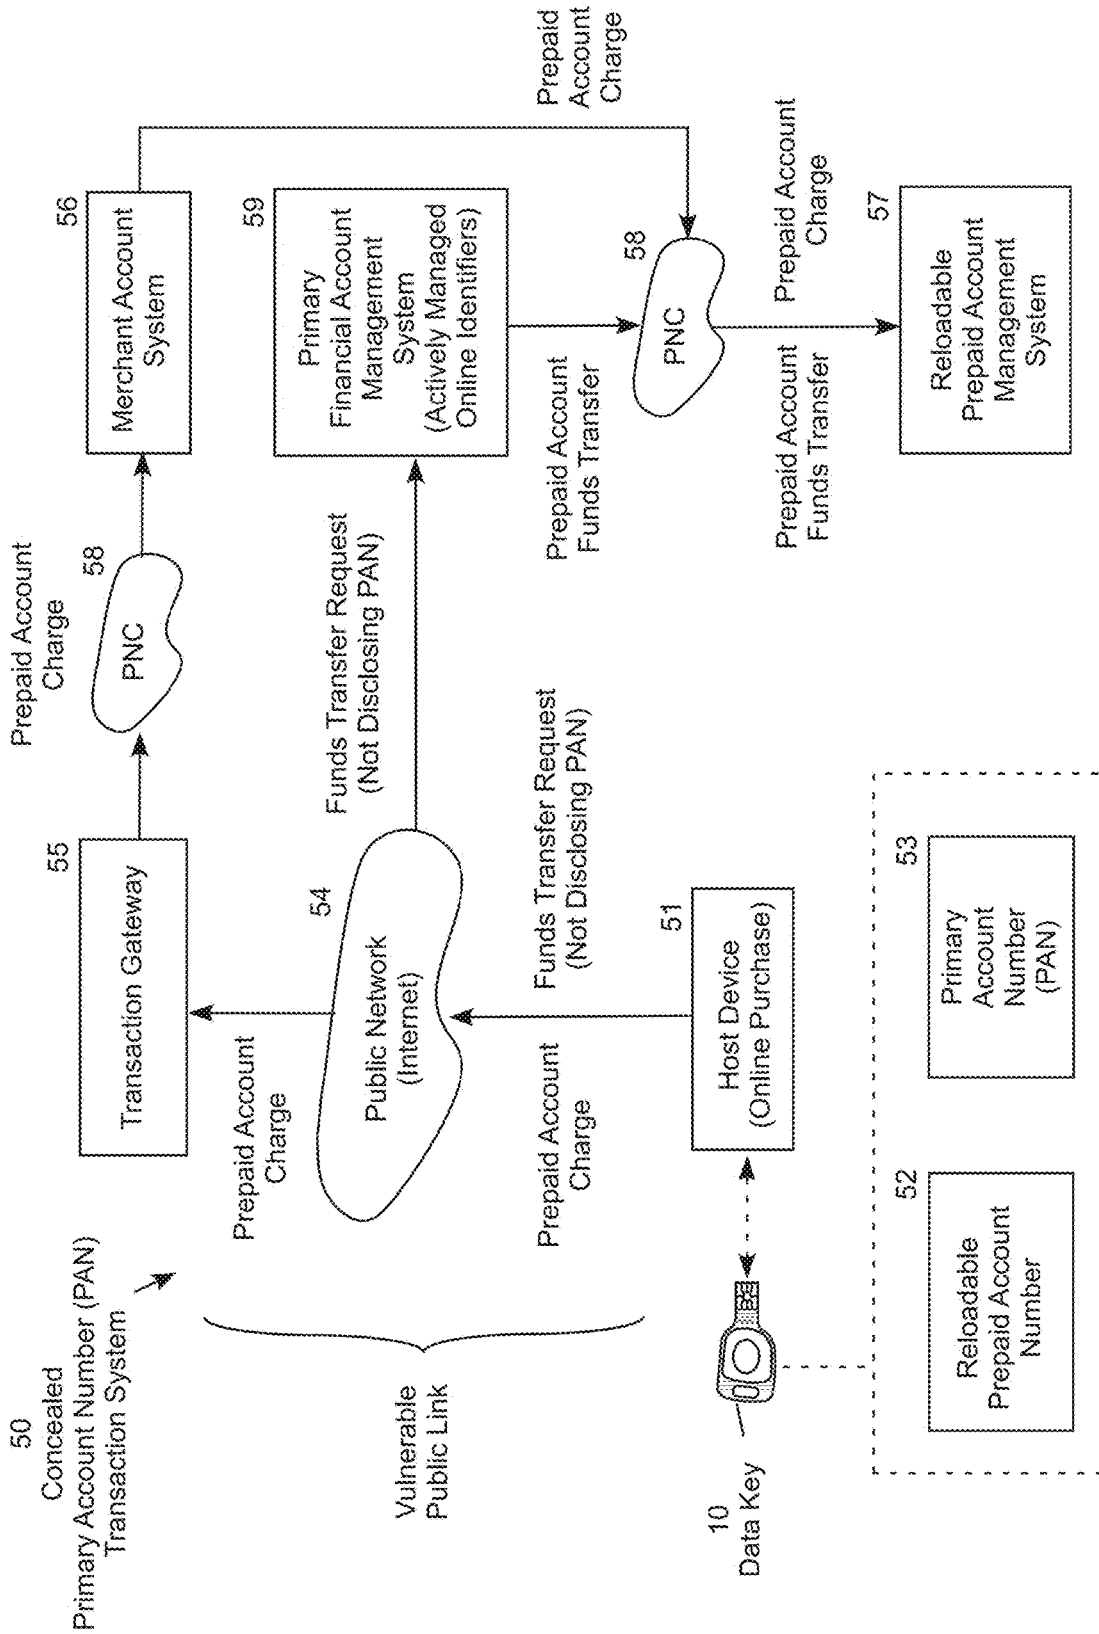 50
Concealed
Primary Account Number (PAN)
Transaction System
Vulnerable
Public Link
10
Data Key
55
Transaction Gateway
Prepaid Account
Charge
58
PNC
56
Merchant Account
System
Prepaid
Account
Charge
Prepaid Account
Charge
54
Public Network
(Internet)
Funds Transfer Request
(Not Disclosing PAN)
59
Primary
Financial Account
Management
System
(Actively Managed
Online Identifiers)
Prepaid Account
Charge
Funds Transfer Request
(Not Disclosing PAN)
Prepaid Account
Funds Transfer
58
PNC
51
Host Device
(Online Purchase)
Prepaid Account
Funds Transfer
Prepaid Account
Charge
52
Reloadable
Prepaid Account
Number
53
Primary
Account
Number
(PAN)
57
Reloadable
Prepaid Account
Management
System